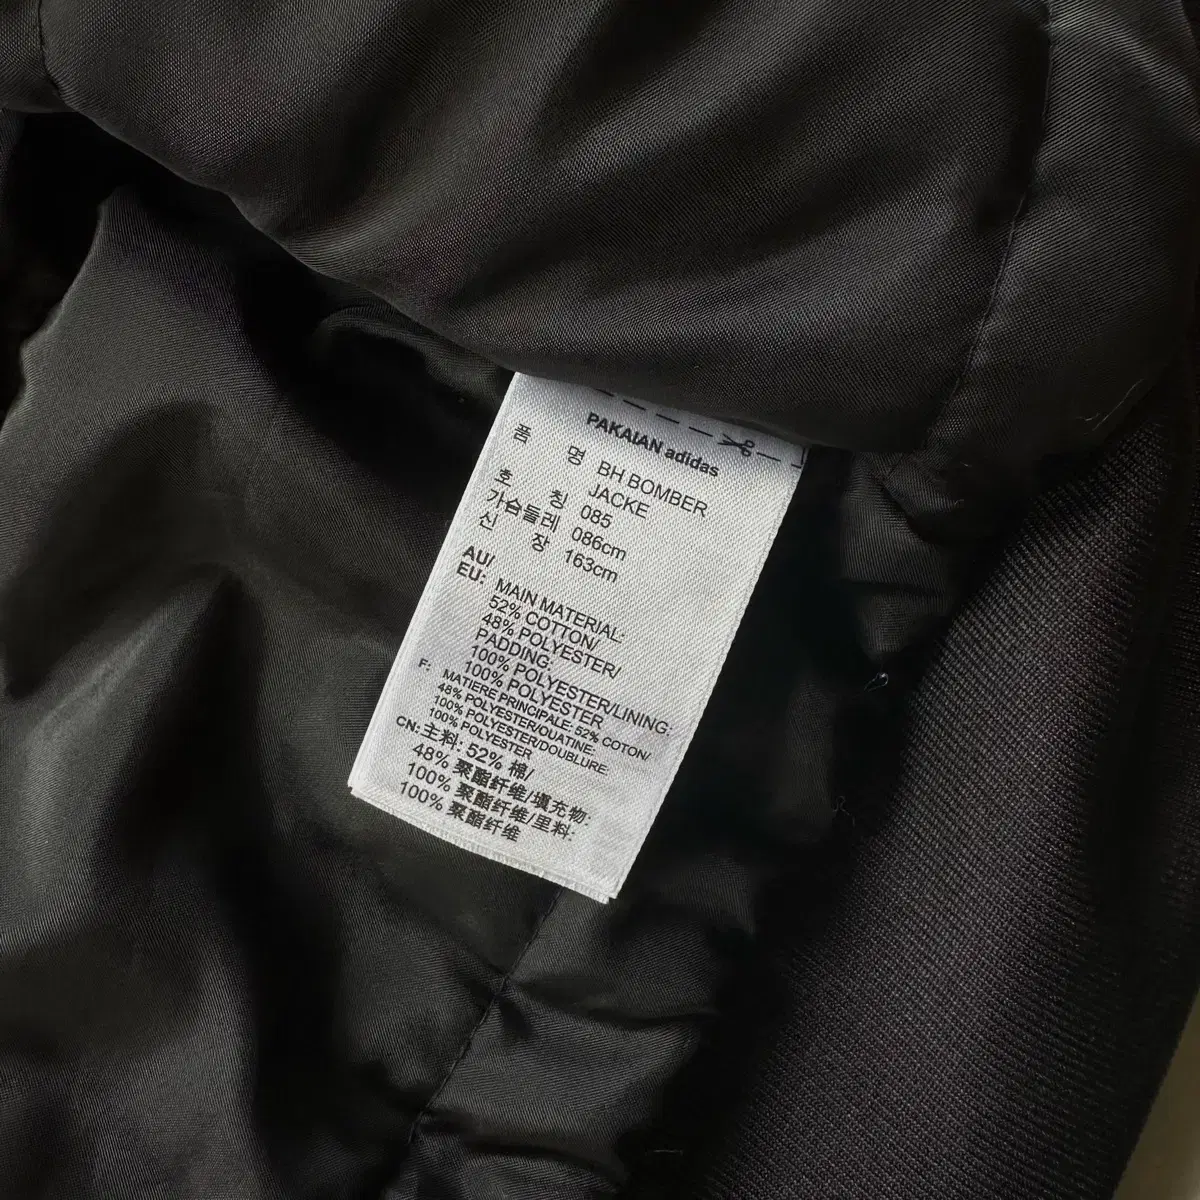 PAKAIAN adidas
품 명 BH BOMBER
JACKE
호 칭 085
가슴둘레 086cm
신 장 163cm
AU/
EU: MAIN MATERIAL:
52% COTTON/
48% POLYESTER/
PADDING:
100% POLYESTER/LINING:
100% POLYESTER
F: MATIERE PRINCIPALE: 52% COTON/
48% POLYESTER/OUATINE:
100% POLYESTER/DOUBLURE:
100% POLYESTER
CN: 主料: 52% 棉/
48% 聚酯纤维/填充物:
100% 聚酯纤维/里料:
100% 聚酯纤维